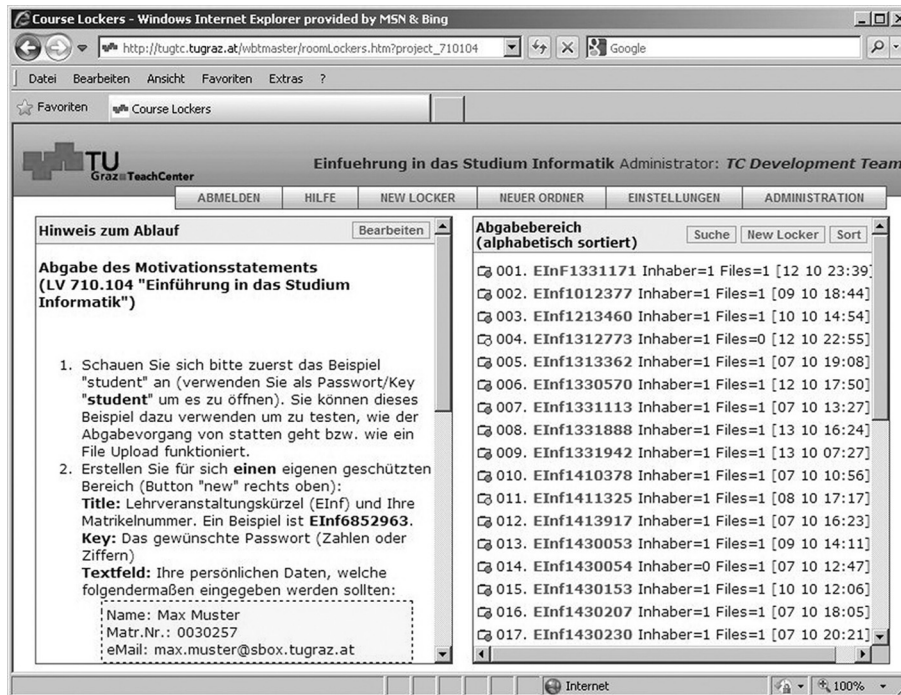 Course Lockers - Windows Internet Explorer provided by MSN & Bing
http://tugtc.tugraz.at/wbtmaster/roomLockers.htm?project_710104
Google
Datei Bearbeiten Ansicht Favoriten Extras ?
Favoriten
Course Lockers
TU
Graz TeachCenter
Einfuehrung in das Studium Informatik Administrator: TC Development Team
ABMELDEN HILFE NEW LOCKER NEUER ORDNER EINSTELLUNGEN ADMINISTRATION
Hinweis zum Ablauf
Bearbeiten
Abgabe des Motivationsstatements
(LV 710.104 "Einführung in das Studium
Informatik")
1. Schauen Sie sich bitte zuerst das Beispiel
"student" an (verwenden Sie als Passwort/Key
"student" um es zu öffnen). Sie können dieses
Beispiel dazu verwenden um zu testen, wie der
Abgabevorgang von statten geht bzw. wie ein
File Upload funktioniert.
2. Erstellen Sie für sich einen eigenen geschützten
Bereich (Button "new" rechts oben):
Title: Lehrveranstaltungskürzel (EInf) und Ihre
Matrikelnummer. Ein Beispiel ist EInf6852963.
Key: Das gewünschte Passwort (Zahlen oder
Ziffern)
Textfeld: Ihre persönlichen Daten, welche
folgendermaßen eingegeben werden sollten:
Name: Max Muster
Matr.Nr.: 0030257
eMail: max.muster@sbox.tugraz.at
Abgabebereich
(alphabetisch sortiert)
Suche New Locker Sort
001. EInF1331171 Inhaber=1 Files=1 [12 10 23:39]
002. EInf1012377 Inhaber=1 Files=1 [09 10 18:44]
003. EInf1213460 Inhaber=1 Files=1 [10 10 14:54]
004. EInf1312773 Inhaber=1 Files=0 [12 10 22:55]
005. EInf1313362 Inhaber=1 Files=1 [07 10 19:08]
006. EInf1330570 Inhaber=1 Files=1 [12 10 17:50]
007. EInf1331113 Inhaber=1 Files=1 [07 10 13:27]
008. EInf1331888 Inhaber=1 Files=1 [13 10 16:24]
009. EInf1331942 Inhaber=1 Files=1 [13 10 07:27]
010. EInf1410378 Inhaber=1 Files=1 [07 10 10:56]
011. EInf1411325 Inhaber=1 Files=1 [08 10 17:17]
012. EInf1413917 Inhaber=1 Files=1 [07 10 16:23]
013. EInf1430053 Inhaber=1 Files=1 [09 10 14:11]
014. EInf1430054 Inhaber=0 Files=1 [07 10 12:47]
015. EInf1430153 Inhaber=1 Files=1 [10 10 12:06]
016. EInf1430207 Inhaber=1 Files=1 [07 10 18:05]
017. EInf1430230 Inhaber=1 Files=1 [07 10 20:21]
Internet
100%